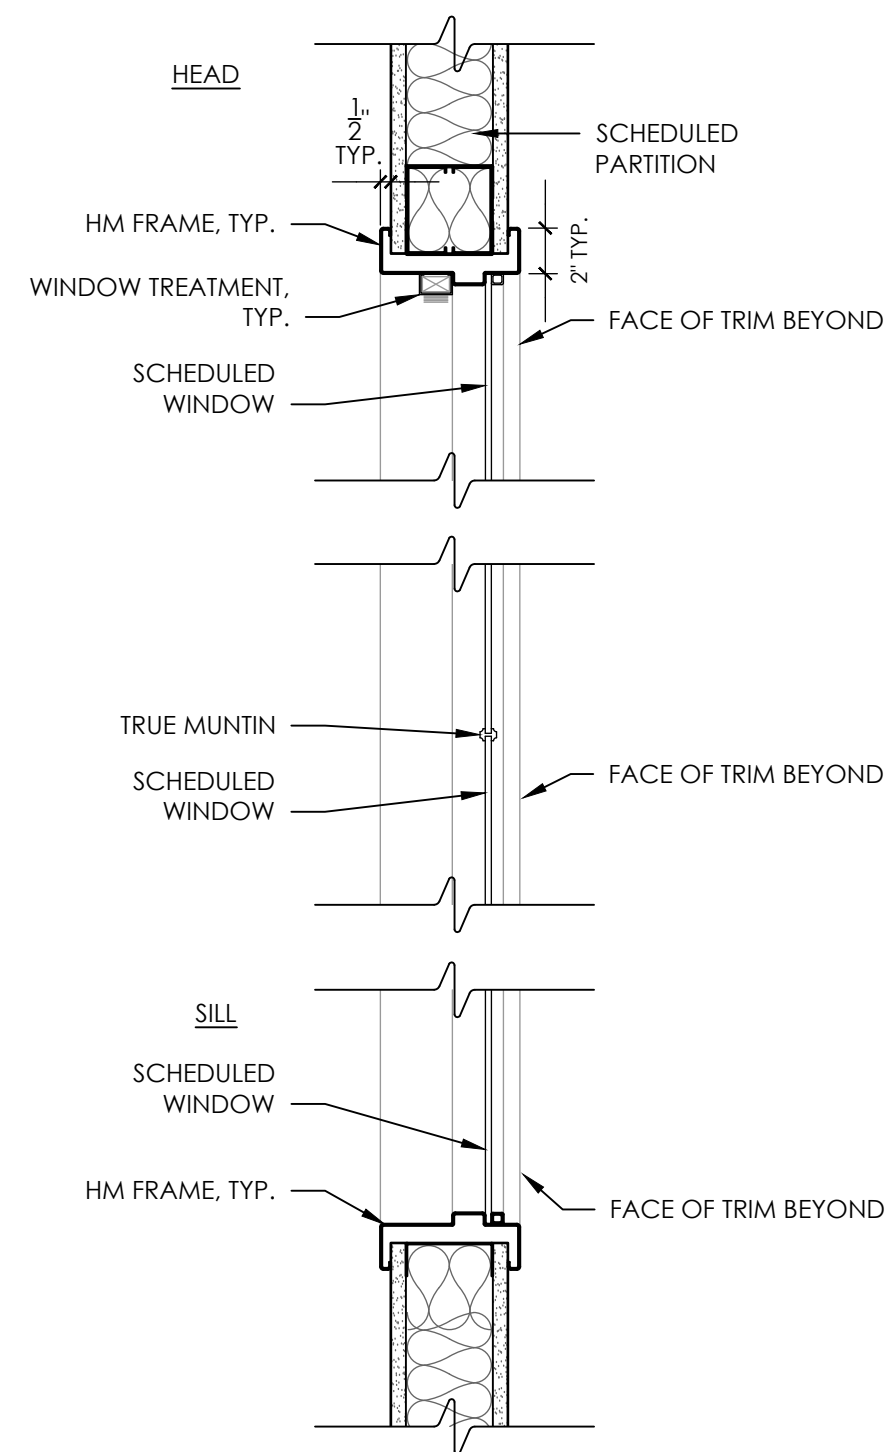 HEAD
1/2"
TYP.
SCHEDULED
PARTITION
HM FRAME, TYP.
2" TYP.
WINDOW TREATMENT,
TYP.
FACE OF TRIM BEYOND
SCHEDULED
WINDOW
TRUE MUNTIN
SCHEDULED
WINDOW
FACE OF TRIM BEYOND
SILL
SCHEDULED
WINDOW
HM FRAME, TYP.
FACE OF TRIM BEYOND